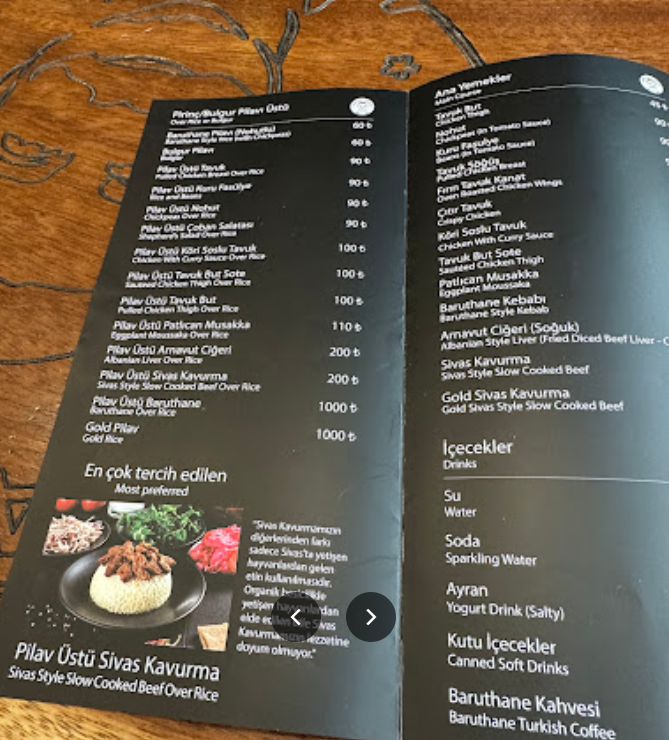 Pirinç/Bulgur Pilavı Üstü
Over Rice or Bulgur
Baruthane Pilavı (Nohutlu) 60 ₺
Baruthane Style Rice (with Chickpeas)
Bulgur Pilavı 60 ₺
Bulgur
Pilav Üstü Tavuk 90 ₺
Pulled Chicken Breast Over Rice
Pilav Üstü Kuru Fasülye 90 ₺
Rice and Beans
Pilav Üstü Nohut 90 ₺
Chickpeas Over Rice
Pilav Üstü Çoban Salatası 90 ₺
Shepherd's Salad Over Rice
Pilav Üstü Köri Soslu Tavuk 100 ₺
Chicken With Curry Sauce Over Rice
Pilav Üstü Tavuk But Sote 100 ₺
Sauteed Chicken Thigh Over Rice
Pilav Üstü Tavuk But 100 ₺
Pulled Chicken Thigh Over Rice
Pilav Üstü Patlıcan Musakka 110 ₺
Eggplant Moussaka Over Rice
Pilav Üstü Arnavut Ciğeri 200 ₺
Albanian Liver Over Rice
Pilav Üstü Sivas Kavurma 200 ₺
Sivas Style Slow Cooked Beef Over Rice
Pilav Üstü Baruthane 1000 ₺
Baruthane Over Rice
Gold Pilav 1000 ₺
Gold Rice
En çok tercih edilen
Most preferred
"Sivas Kavurmamızın
diğerlerinden farkı
sadece Sivas'ta yetişen
hayvanlardan gelen
etin kullanılmasıdır.
Organik
yetişen hayvanlardan
elde Sivas
Kavurmamızın lezzetine
doyum olmuyor."
Pilav Üstü Sivas Kavurma
Sivas Style Slow Cooked Beef Over Rice
Ana Yemekler
Main Course
Tavuk But
Chicken Thigh
Nohut
Chickpeas (in Tomato Sauce)
Kuru Fasulye
Beans (in Tomato Sauce)
Tavuk Söğüş
Pulled Chicken Breast
Fırın Tavuk Kanat
Oven Roasted Chicken Wings
Çıtır Tavuk
Crispy Chicken
Köri Soslu Tavuk
Chicken With Curry Sauce
Tavuk But Sote
Sauteed Chicken Thigh
Patlıcan Musakka
Eggplant Moussaka
Baruthane Kebabı
Baruthane Style Kebab
Arnavut Ciğeri (Soğuk)
Albanian Style Liver (Fried Diced Beef Liver - C
Sivas Kavurma
Sivas Style Slow Cooked Beef
Gold Sivas Kavurma
Gold Sivas Style Slow Cooked Beef
İçecekler
Drinks
Su
Water
Soda
Sparkling Water
Ayran
Yogurt Drink (Salty)
Kutu İçecekler
Canned Soft Drinks
Baruthane Kahvesi
Baruthane Turkish Coffee